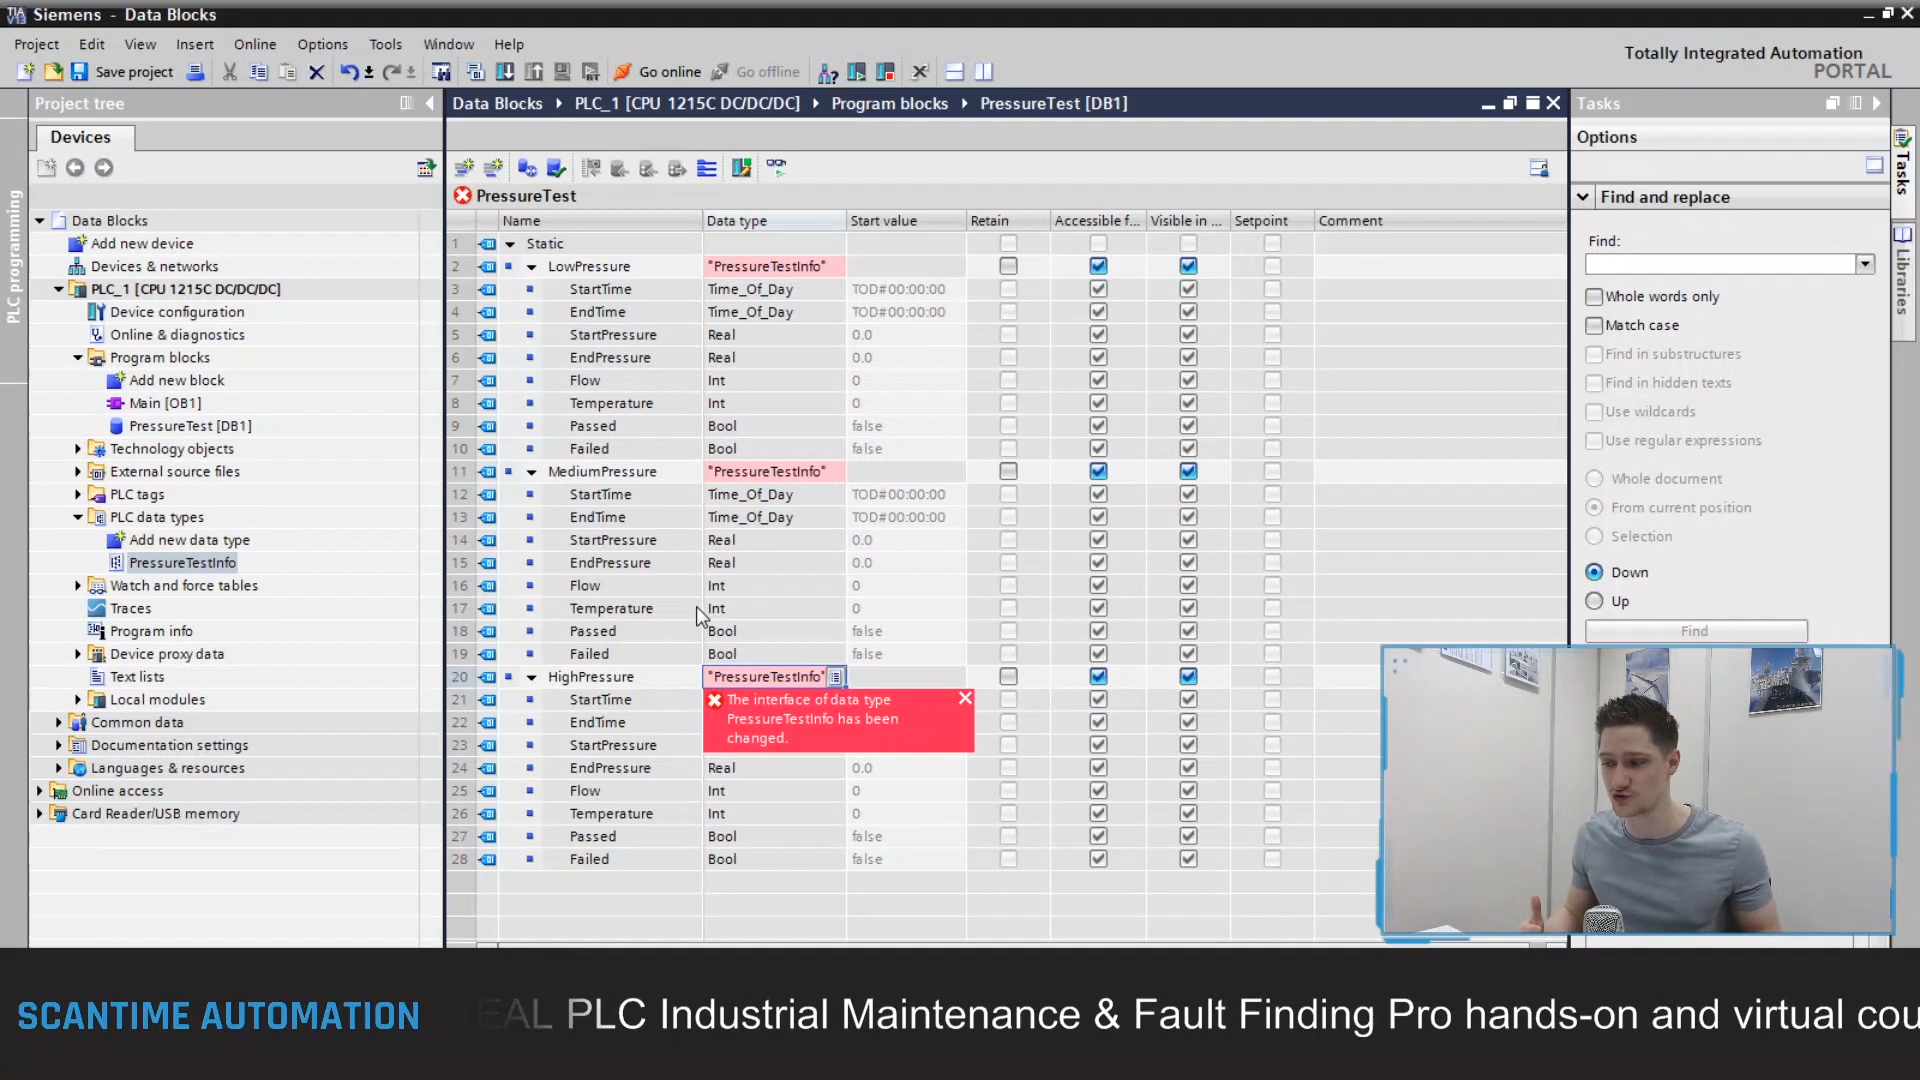 TIA
V13
Siemens - Data Blocks
Project Edit View Insert Online Options Tools Window Help
Totally Integrated Automation
PORTAL
Save project
Go online
Go offline
PLC programming
Project tree
Devices
Data Blocks
Add new device
Devices & networks
PLC_1 [CPU 1215C DC/DC/DC]
Device configuration
Online & diagnostics
Program blocks
Add new block
Main [OB1]
PressureTest [DB1]
Technology objects
External source files
PLC tags
PLC data types
Add new data type
PressureTestInfo
Watch and force tables
Traces
Program info
Device proxy data
Text lists
Local modules
Common data
Documentation settings
Languages & resources
Online access
Card Reader/USB memory
Data Blocks PLC_1 [CPU 1215C DC/DC/DC] Program blocks PressureTest [DB1]
PressureTest
Name Data type Start value Retain Accessible f... Visible in ... Setpoint Comment
1 Static
2 LowPressure "PressureTestInfo"
3 StartTime Time_Of_Day TOD#00:00:00
4 EndTime Time_Of_Day TOD#00:00:00
5 StartPressure Real 0.0
6 EndPressure Real 0.0
7 Flow Int 0
8 Temperature Int 0
9 Passed Bool false
10 Failed Bool false
11 MediumPressure "PressureTestInfo"
12 StartTime Time_Of_Day TOD#00:00:00
13 EndTime Time_Of_Day TOD#00:00:00
14 StartPressure Real 0.0
15 EndPressure Real 0.0
16 Flow Int 0
17 Temperature Int 0
18 Passed Bool false
19 Failed Bool false
20 HighPressure "PressureTestInfo"
21 StartTime
22 EndTime
23 StartPressure
The interface of data type
PressureTestInfo has been
changed.
24 EndPressure Real 0.0
25 Flow Int 0
26 Temperature Int 0
27 Passed Bool false
28 Failed Bool false
Tasks
Options
Find and replace
Find:
Whole words only
Match case
Find in substructures
Find in hidden texts
Use wildcards
Use regular expressions
Whole document
From current position
Selection
Down
Up
Find
Tasks
Libraries
SCANTIME AUTOMATION
EAL PLC Industrial Maintenance & Fault Finding Pro hands-on and virtual cou